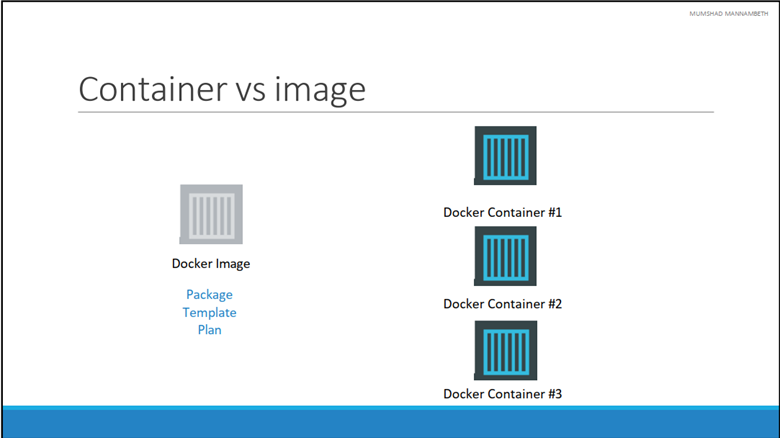 MUMSHAD MANNAMBETH
Container vs image
Docker Image
Package
Template
Plan
Docker Container #1
Docker Container #2
Docker Container #3